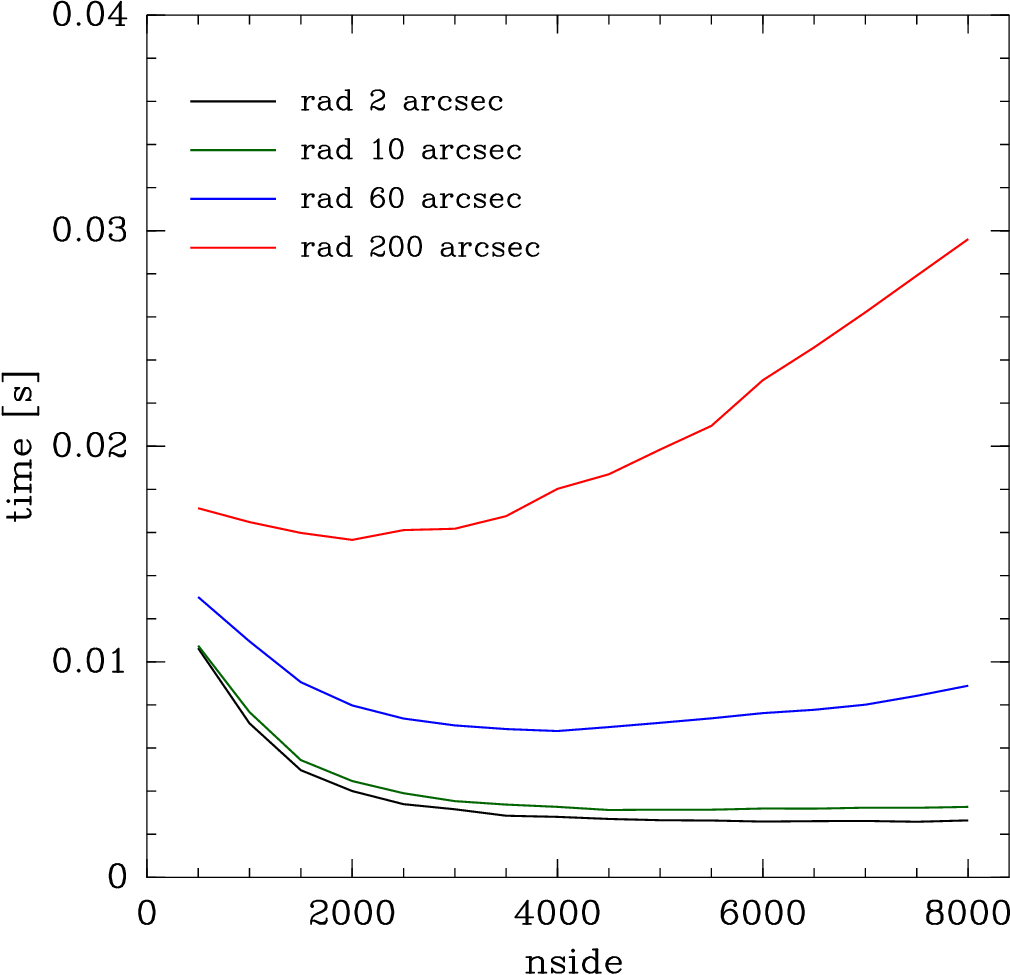 0.04
rad 2 arcsec
rad 10 arcsec
rad 60 arcsec
rad 200 arcsec
0.03
time [s]
0.02
0.01
0
0 2000 4000 6000 8000
nside